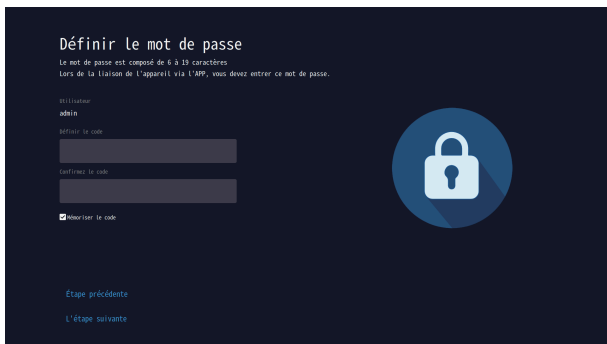 Définir le mot de passe
Le mot de passe est composé de 6 à 19 caractères
Lors de la liaison de l'appareil via l'APP, vous devez entrer ce mot de passe.
Utilisateur
admin
Définir le code
Confirmez le code
Mémoriser le code
Étape précédente
L'étape suivante